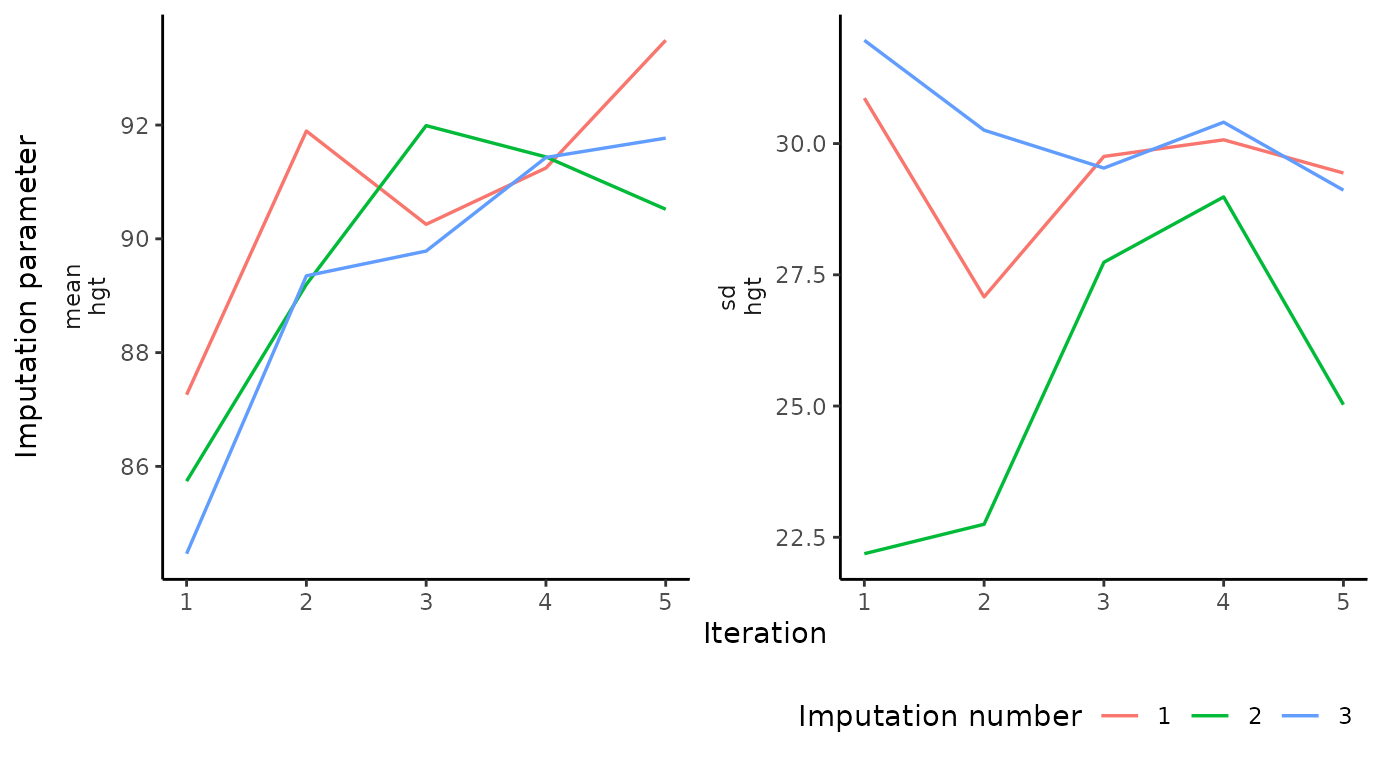 Imputation parameter
mean
hgt
92
90
88
86
1 2 3 4 5
sd
hgt
30.0
27.5
25.0
22.5
1 2 3 4 5
Iteration
Imputation number 1 2 3